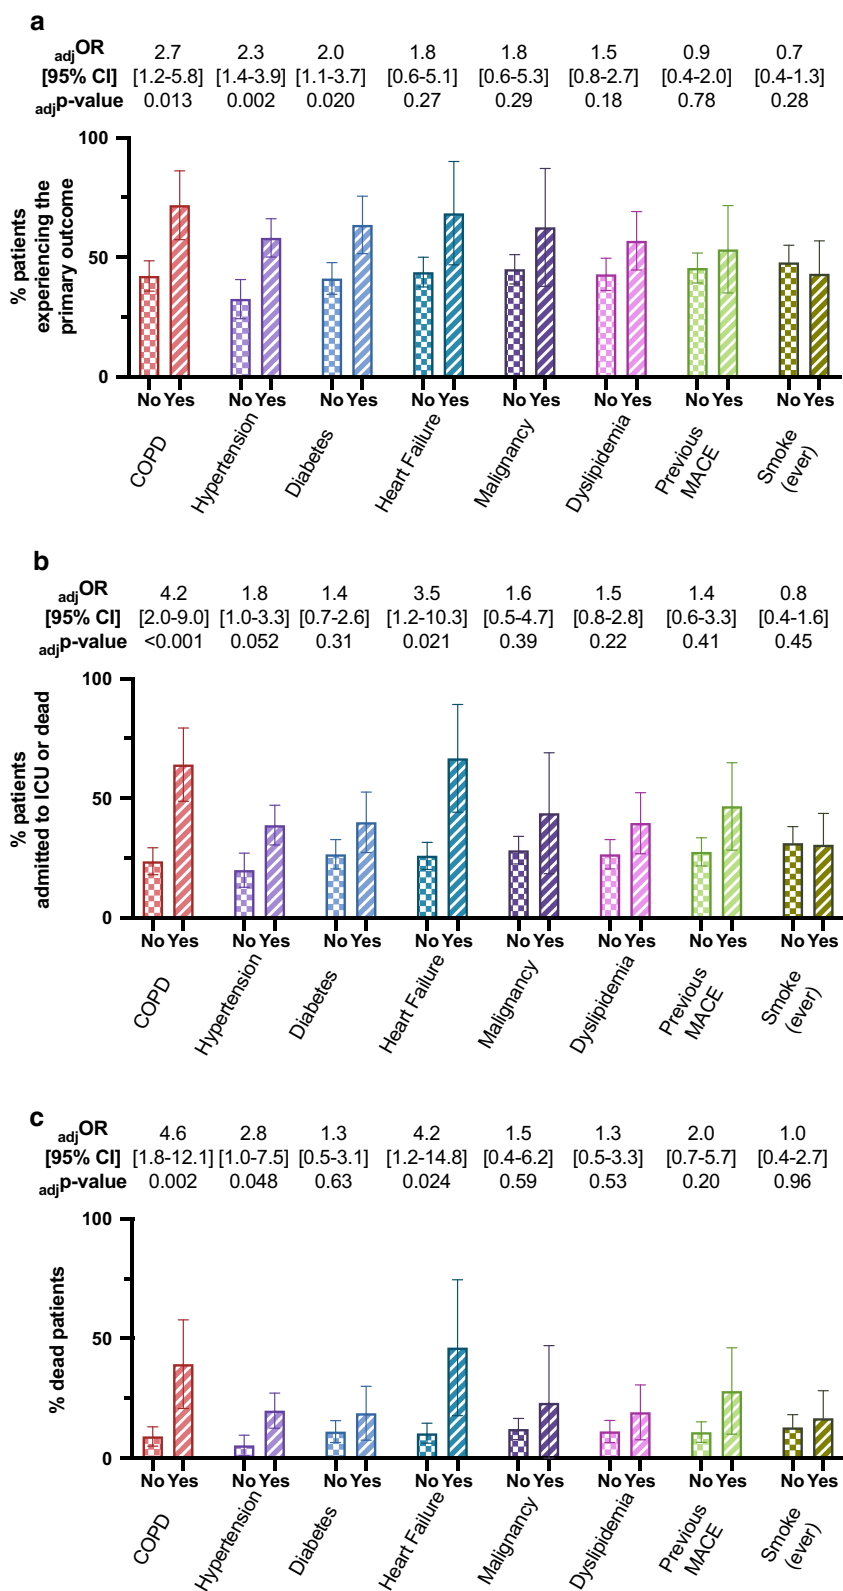 a
adjOR 2.7 2.3 2.0 1.8 1.8 1.5 0.9 0.7
[95% CI] [1.2-5.8] [1.4-3.9] [1.1-3.7] [0.6-5.1] [0.6-5.3] [0.8-2.7] [0.4-2.0] [0.4-1.3]
adjp-value 0.013 0.002 0.020 0.27 0.29 0.18 0.78 0.28
% patients
experiencing the
primary outcome
100
50
0
No Yes No Yes No Yes No Yes No Yes No Yes No Yes No Yes
COPD
Hypertension
Diabetes
Heart Failure
Malignancy
Dyslipidemia
Previous
MACE
Smoke
(ever)
b
adjOR 4.2 1.8 1.4 3.5 1.6 1.5 1.4 0.8
[95% CI] [2.0-9.0] [1.0-3.3] [0.7-2.6] [1.2-10.3] [0.5-4.7] [0.8-2.8] [0.6-3.3] [0.4-1.6]
adjp-value <0.001 0.052 0.31 0.021 0.39 0.22 0.41 0.45
% patients
admitted to ICU or dead
100
50
0
No Yes No Yes No Yes No Yes No Yes No Yes No Yes No Yes
COPD
Hypertension
Diabetes
Heart Failure
Malignancy
Dyslipidemia
Previous
MACE
Smoke
(ever)
c
adjOR 4.6 2.8 1.3 4.2 1.5 1.3 2.0 1.0
[95% CI] [1.8-12.1] [1.0-7.5] [0.5-3.1] [1.2-14.8] [0.4-6.2] [0.5-3.3] [0.7-5.7] [0.4-2.7]
adjp-value 0.002 0.048 0.63 0.024 0.59 0.53 0.20 0.96
% dead patients
100
50
0
No Yes No Yes No Yes No Yes No Yes No Yes No Yes No Yes
COPD
Hypertension
Diabetes
Heart Failure
Malignancy
Dyslipidemia
Previous
MACE
Smoke
(ever)